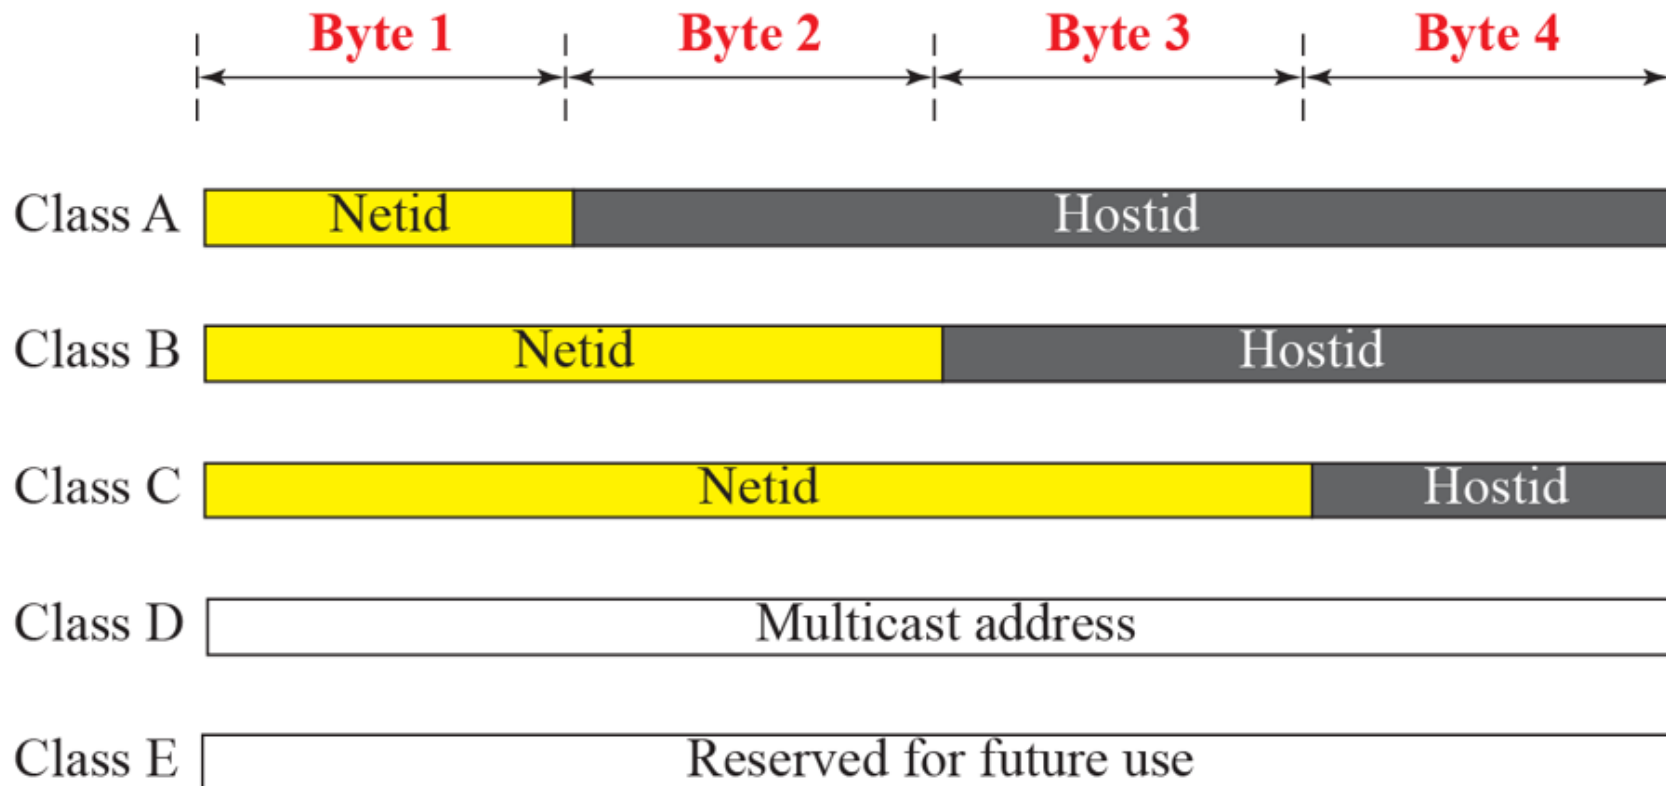 Byte 1 Byte 2 Byte 3 Byte 4
Class A Netid Hostid
Class B Netid Hostid
Class C Netid Hostid
Class D Multicast address
Class E Reserved for future use